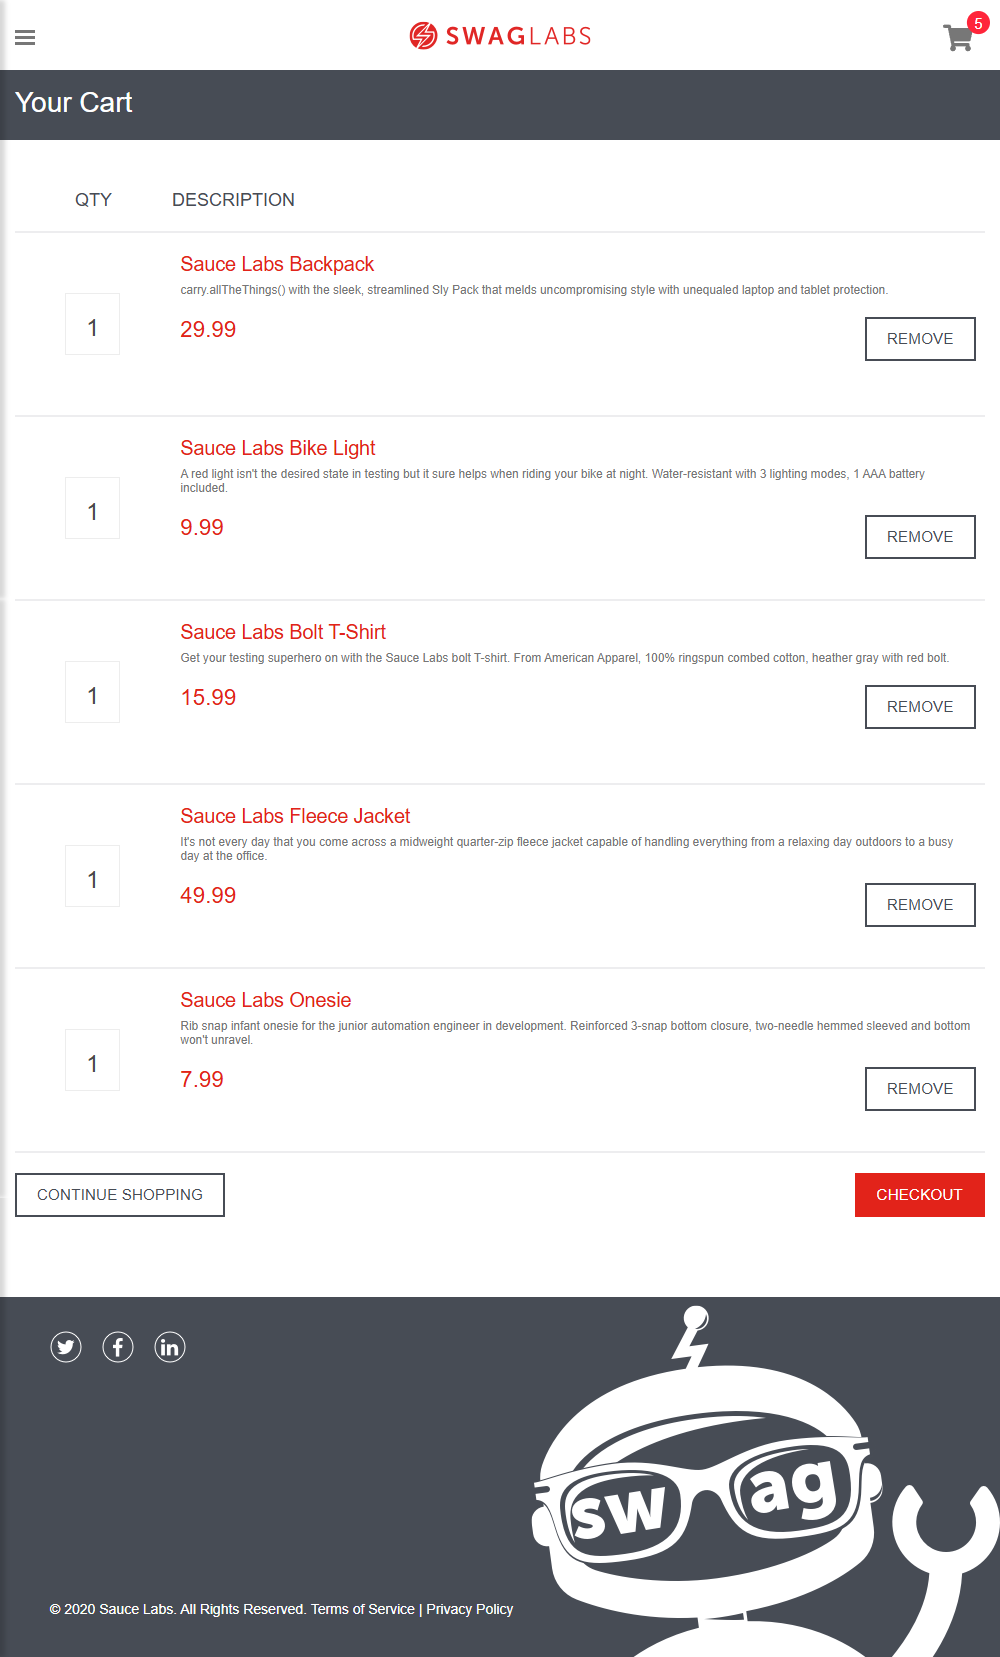 SWAGLABS
5
Your Cart
QTY DESCRIPTION
Sauce Labs Backpack
carry.allTheThings() with the sleek, streamlined Sly Pack that melds uncompromising style with unequaled laptop and tablet protection.
1
29.99
REMOVE
Sauce Labs Bike Light
A red light isn't the desired state in testing but it sure helps when riding your bike at night. Water-resistant with 3 lighting modes, 1 AAA battery
included.
1
9.99
REMOVE
Sauce Labs Bolt T-Shirt
Get your testing superhero on with the Sauce Labs bolt T-shirt. From American Apparel, 100% ringspun combed cotton, heather gray with red bolt.
1
15.99
REMOVE
Sauce Labs Fleece Jacket
It's not every day that you come across a midweight quarter-zip fleece jacket capable of handling everything from a relaxing day outdoors to a busy
day at the office.
1
49.99
REMOVE
Sauce Labs Onesie
Rib snap infant onesie for the junior automation engineer in development. Reinforced 3-snap bottom closure, two-needle hemmed sleeved and bottom
won't unravel.
1
7.99
REMOVE
CONTINUE SHOPPING CHECKOUT
in
sw ag
© 2020 Sauce Labs. All Rights Reserved. Terms of Service | Privacy Policy